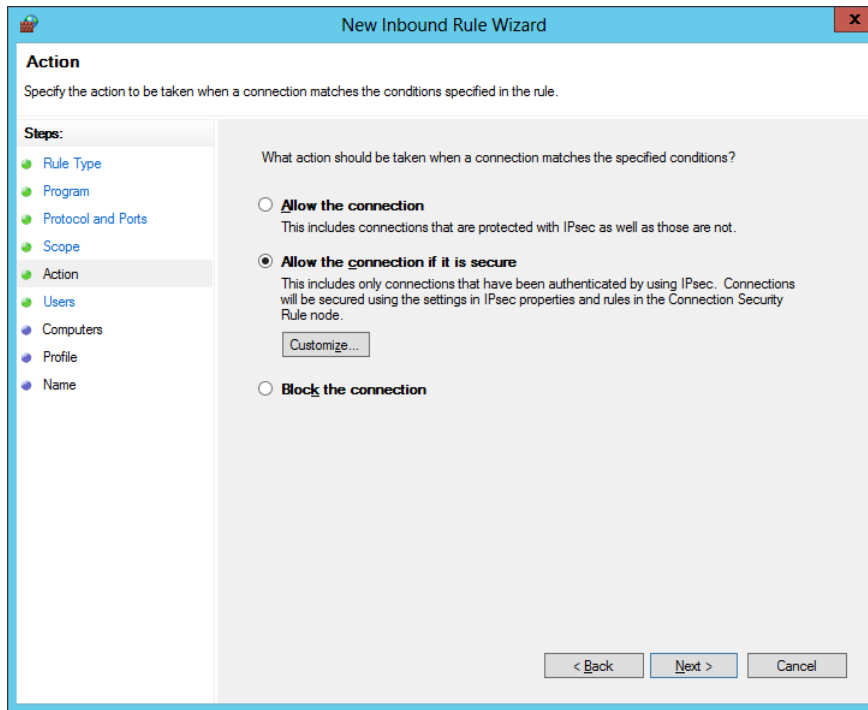 New Inbound Rule Wizard
x
Action
Specify the action to be taken when a connection matches the conditions specified in the rule.
Steps:
Rule Type
Program
Protocol and Ports
Scope
Action
Users
Computers
Profile
Name
What action should be taken when a connection matches the specified conditions?
Allow the connection
This includes connections that are protected with IPsec as well as those are not.
Allow the connection if it is secure
This includes only connections that have been authenticated by using IPsec. Connections
will be secured using the settings in IPsec properties and rules in the Connection Security
Rule node.
Customize...
Block the connection
< Back
Next >
Cancel